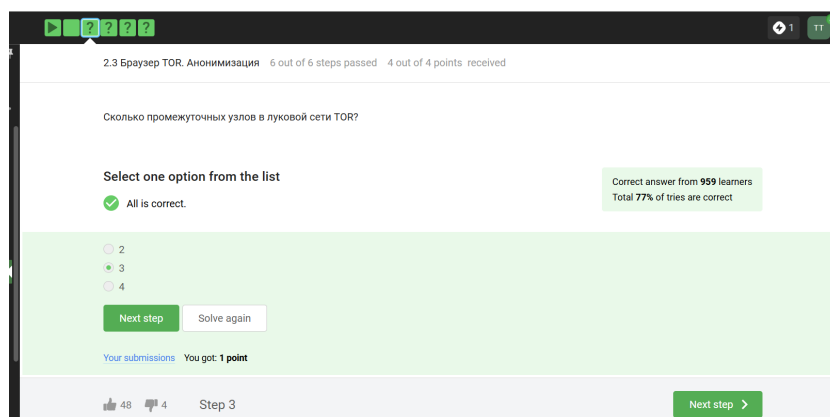 ? ? ? ?
1 TT
2.3 Браузер TOR. Анонимизация 6 out of 6 steps passed 4 out of 4 points received
Сколько промежуточных узлов в луковой сети TOR?
Select one option from the list
Correct answer from 959 learners
All is correct.
Total 77% of tries are correct
2
3
4
Next step Solve again
Your submissions You got: 1 point
48 4 Step 3 Next step